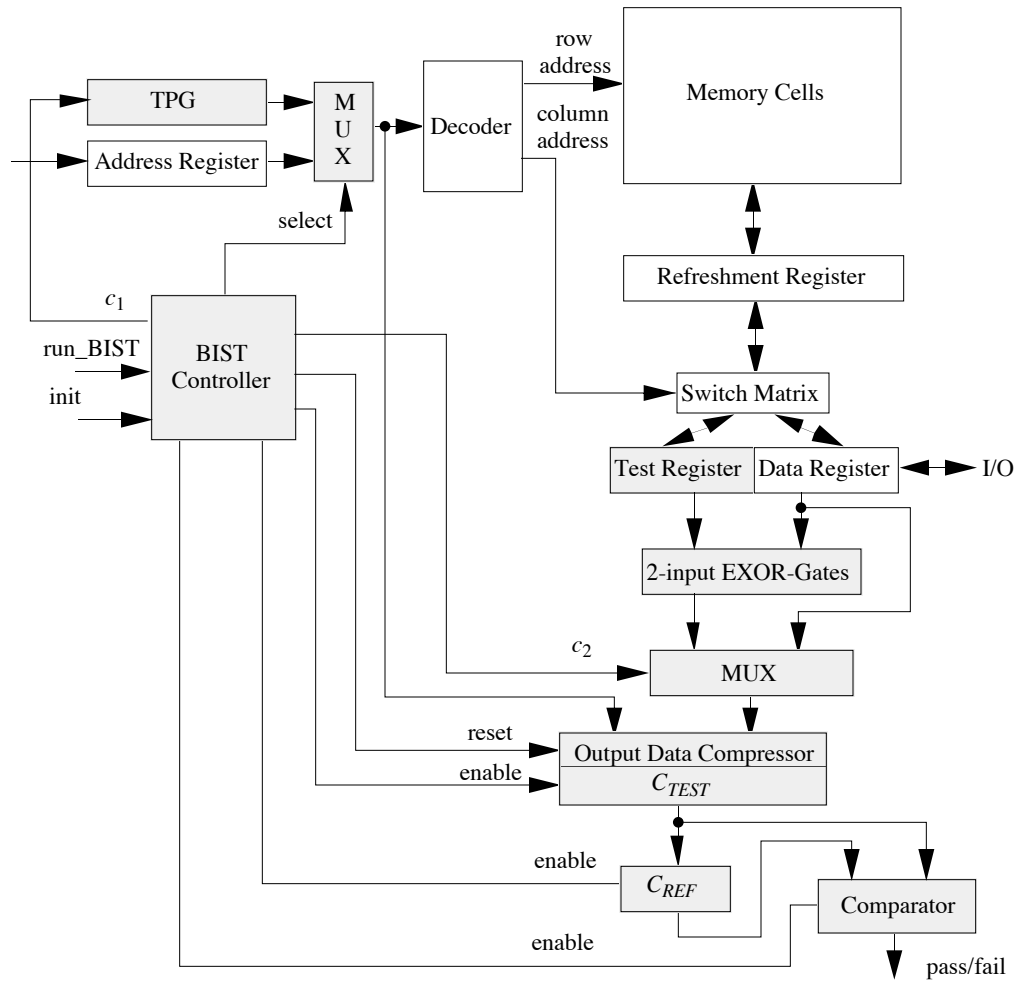 row
address
Memory Cells
TPG
M
U
X
Decoder
column
address
Address Register
select
Refreshment Register
c1
run_BIST
init
BIST
Controller
Switch Matrix
Test Register
Data Register
I/O
2-input EXOR-Gates
c2
MUX
reset
enable
Output Data Compressor
CTEST
enable
CREF
Comparator
enable
pass/fail